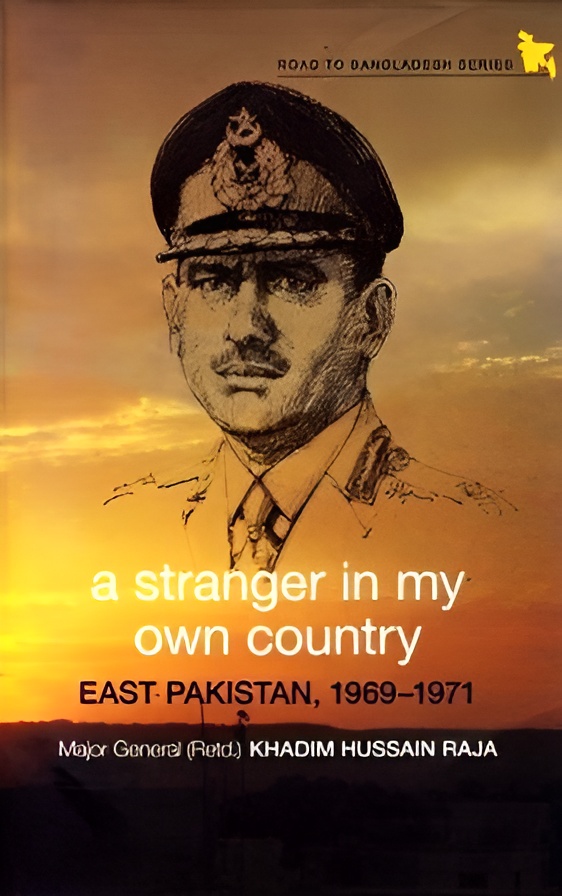 ROAD TO BANGLADESH SERIES
a stranger in my
own country
EAST PAKISTAN, 1969–1971
Major General (Retd.) KHADIM HUSSAIN RAJA